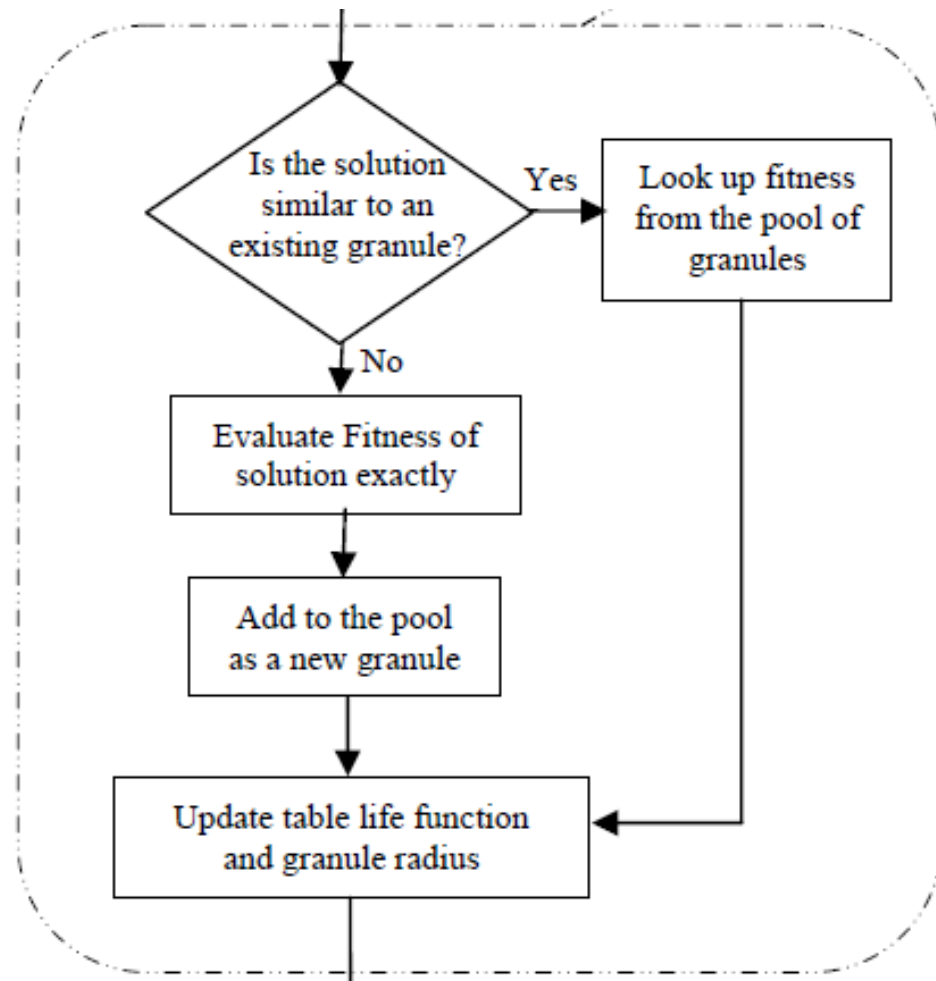 Is the solution
similar to an
existing granule?
Yes
Look up fitness
from the pool of
granules
No
Evaluate Fitness of
solution exactly
Add to the pool
as a new granule
Update table life function
and granule radius